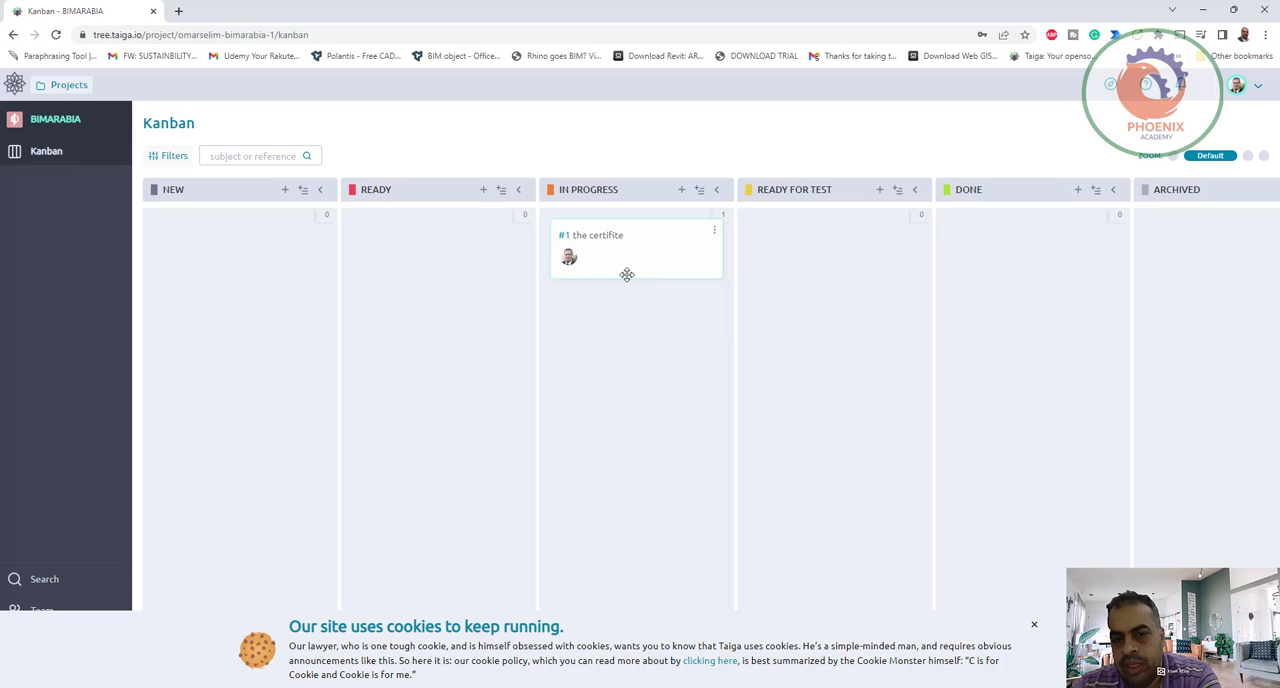 Kanban - BIMARABIA
tree.taiga.io/project/omarselim-bimarabia-1/kanban
Paraphrasing Tool |...
FW: SUSTAINBILITY...
Udemy Your Rakute...
Polantis - Free CAD...
BIM object - Office...
Rhino goes BIM? Vi...
Download Revit: AR...
DOWNLOAD TRIAL
Thanks for taking t...
Download Web GIS...
Taiga: Your openso...
Other bookmarks
Projects
PHOENIX
ACADEMY
BIMARABIA
Kanban
Kanban
Filters
subject or reference
ZOOM:
Default
NEW
READY
IN PROGRESS
READY FOR TEST
DONE
ARCHIVED
0
0
1
0
0
#1 the certifite
Search
Team
Our site uses cookies to keep running.
Our lawyer, who is one tough cookie, and is himself obsessed with cookies, wants you to know that Taiga uses cookies. He's a simple-minded man, and requires obvious
announcements like this. So here it is: our cookie policy, which you can read more about by clicking here, is best summarized by the Cookie Monster himself: "C is for
Cookie and Cookie is for me."